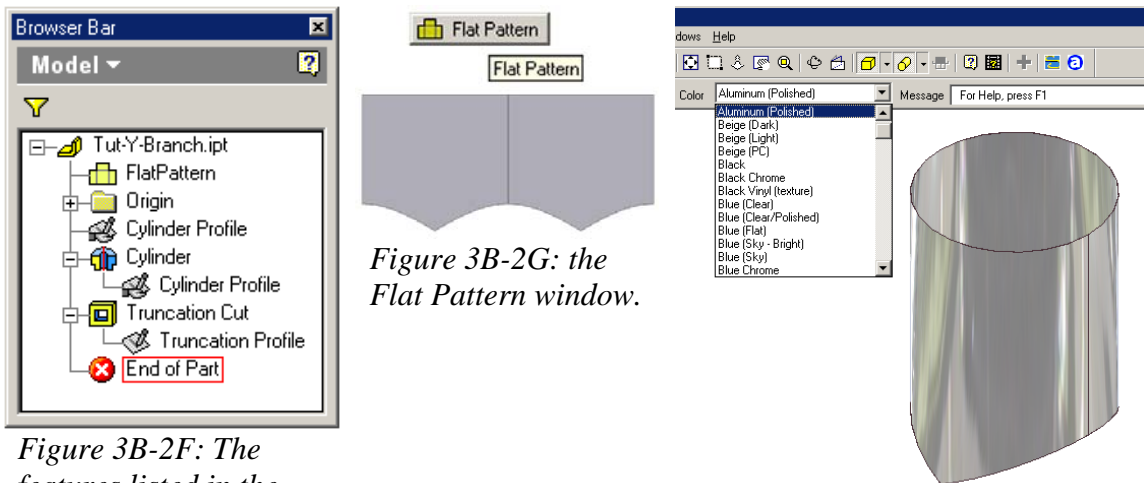 Browser Bar
Model
Tut-Y-Branch.ipt
FlatPattern
Origin
Cylinder Profile
Cylinder
Cylinder Profile
Truncation Cut
Truncation Profile
End of Part
Figure 3B-2F: The
features listed in the
Flat Pattern
Flat Pattern
Figure 3B-2G: the
Flat Pattern window.
dows Help
Color Aluminum (Polished) Message For Help, press F1
Aluminum (Polished)
Beige (Dark)
Beige (Light)
Beige (PC)
Black
Black Chrome
Black Vinyl (texture)
Blue (Clear)
Blue (Clear/Polished)
Blue (Flat)
Blue (Sky - Bright)
Blue (Sky)
Blue Chrome